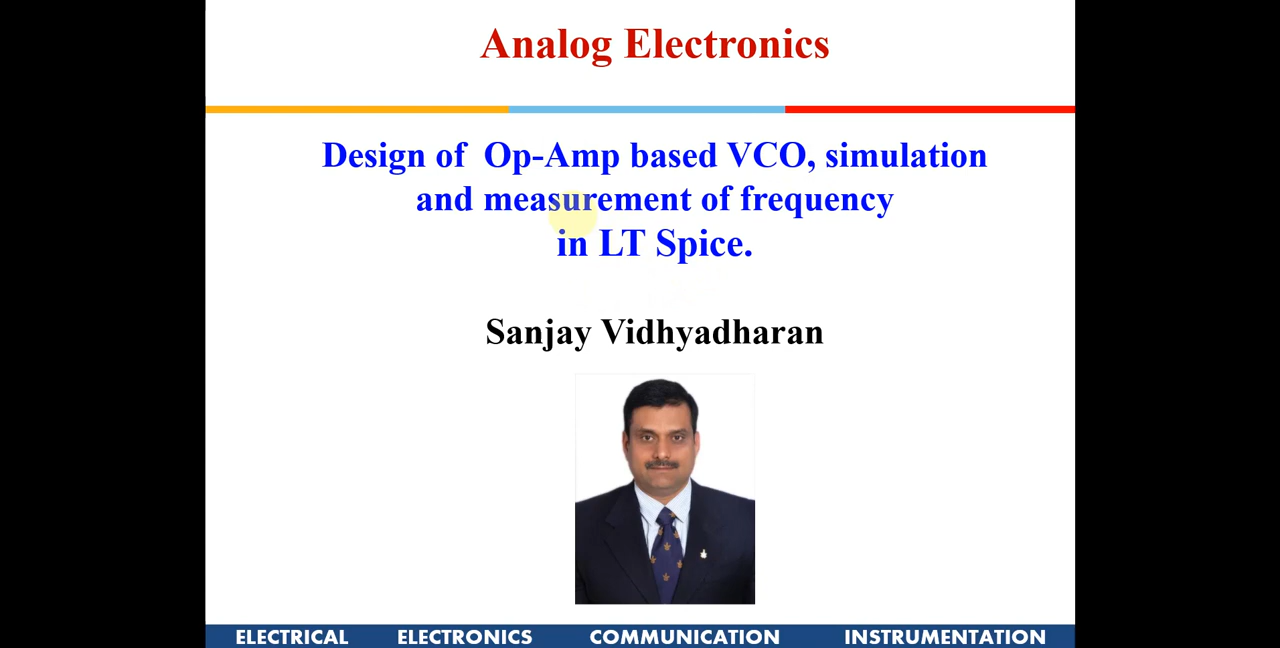 Analog Electronics
Design of Op-Amp based VCO, simulation
and measurement of frequency
in LT Spice.
Sanjay Vidhyadharan
ELECTRICAL ELECTRONICS COMMUNICATION INSTRUMENTATION